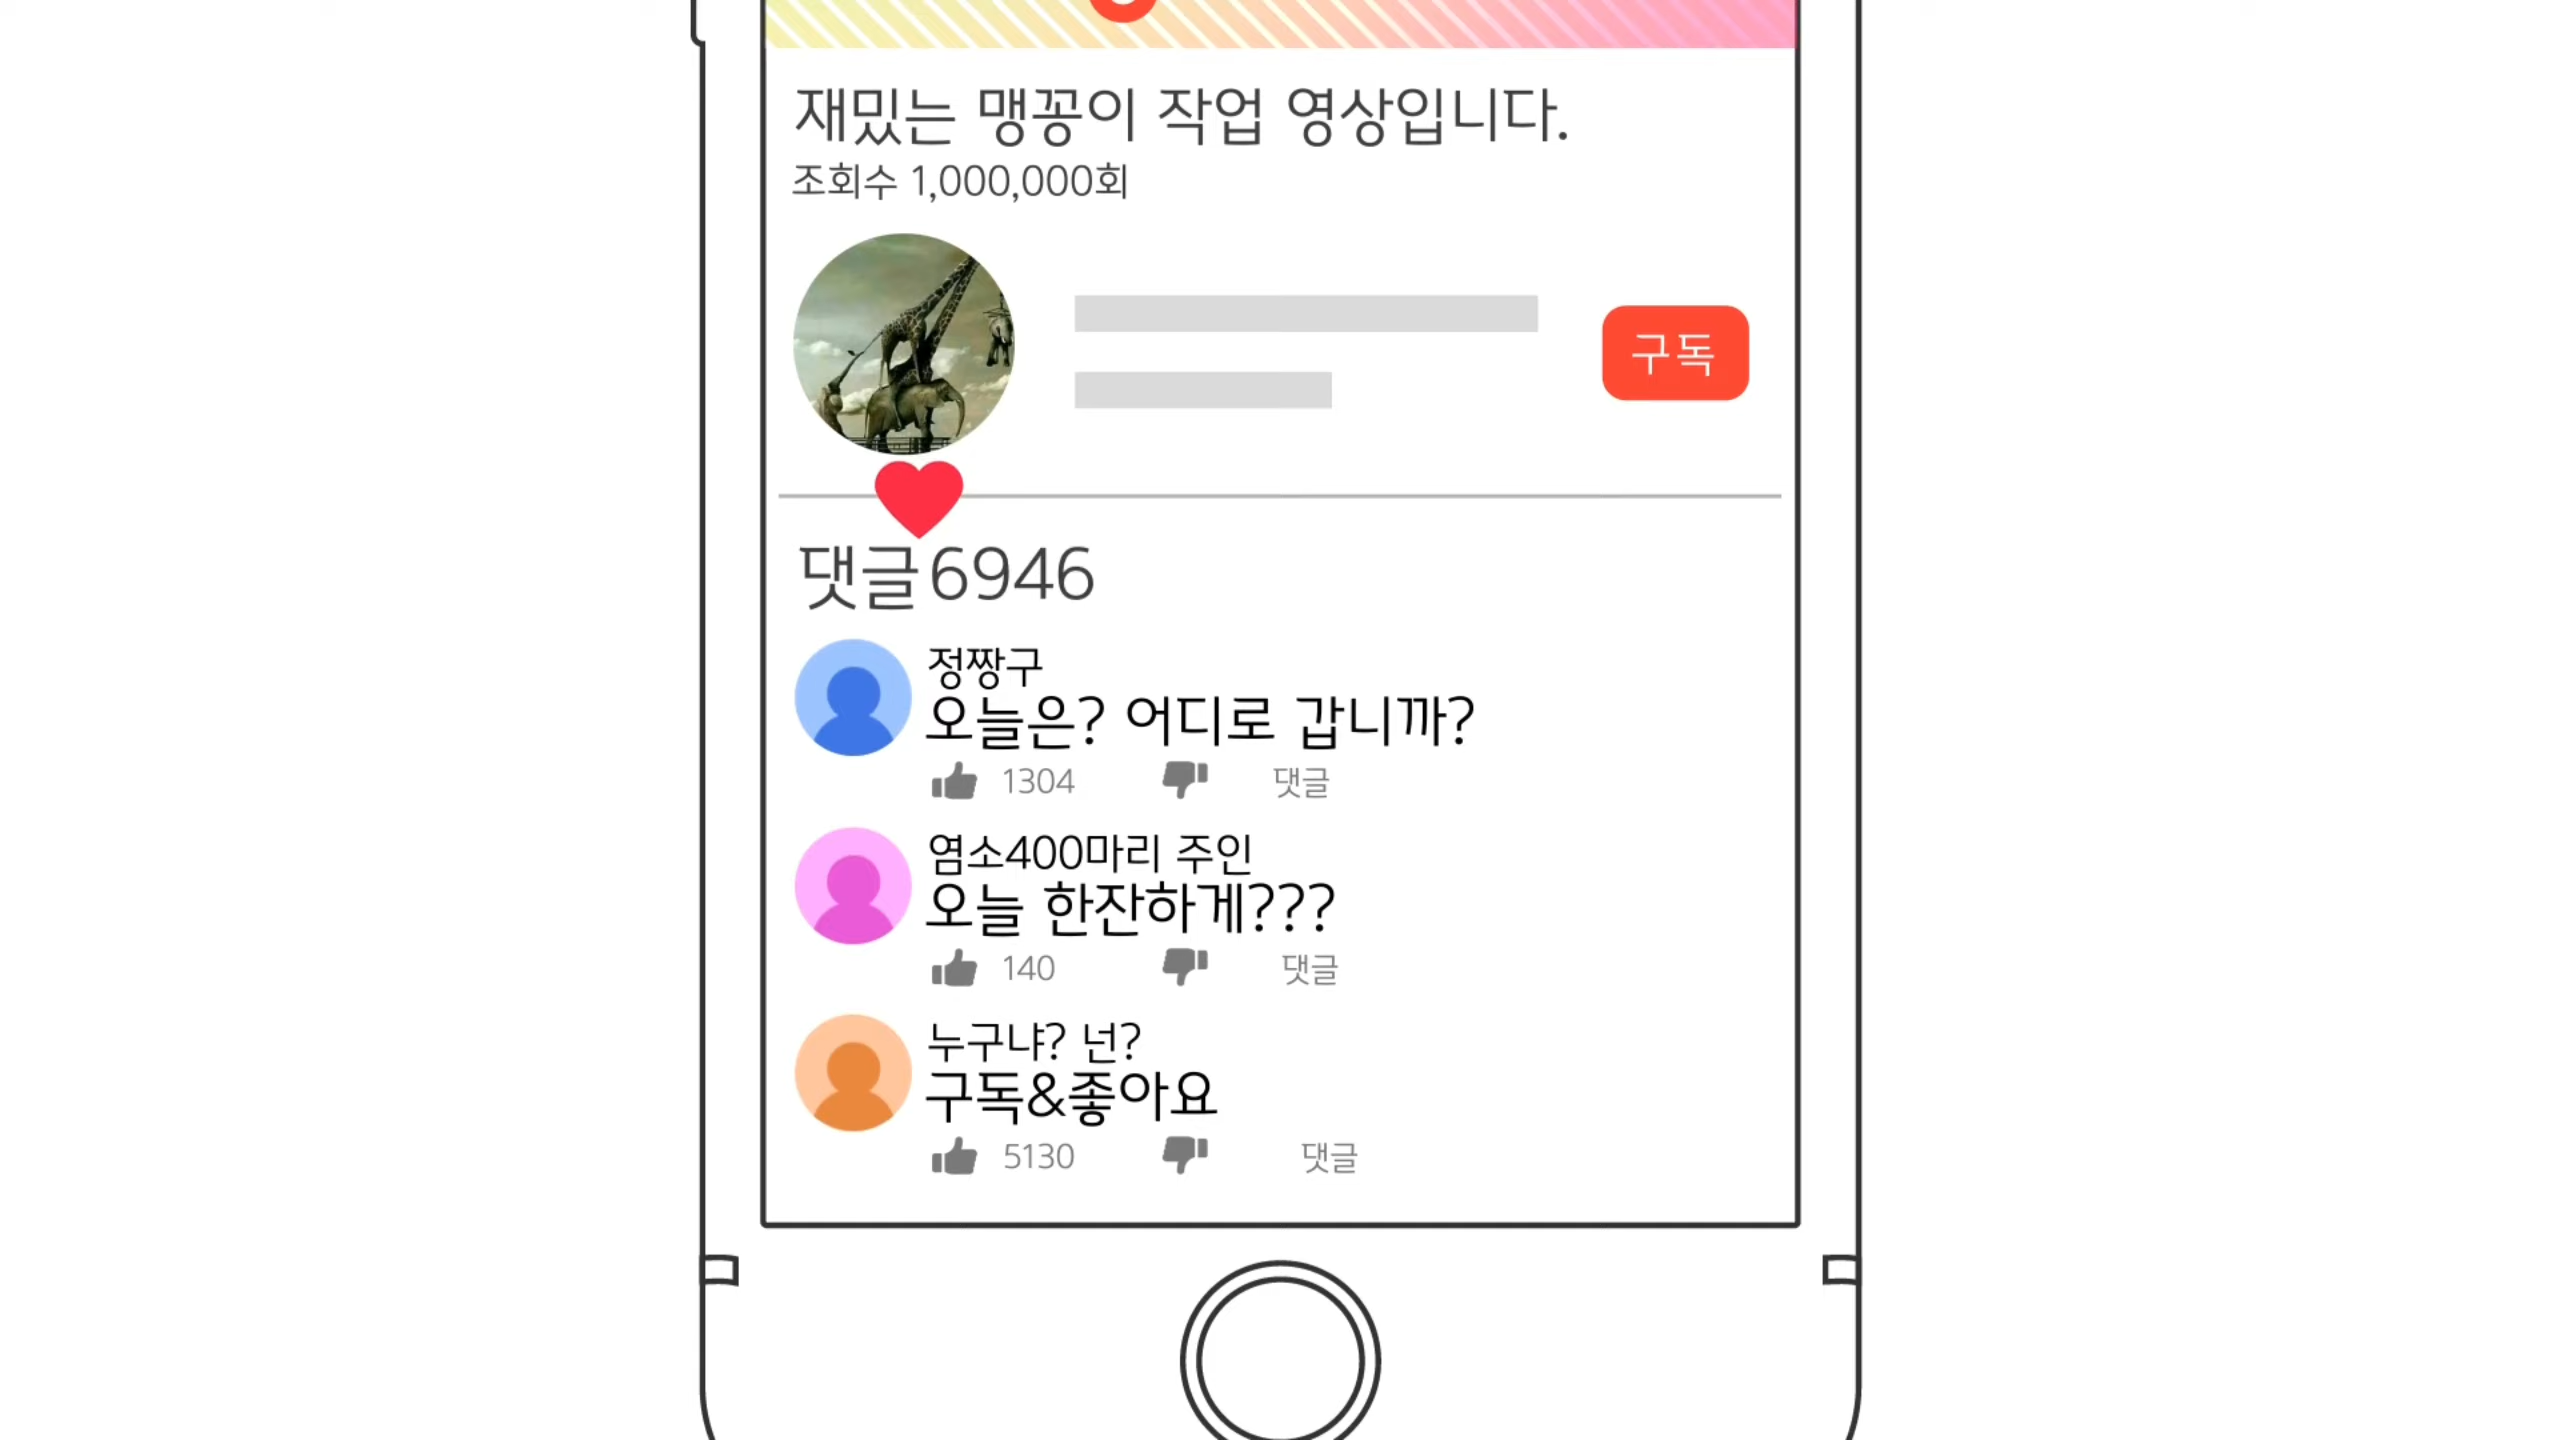 재밌는 맹꽁이 작업 영상입니다.
조회수 1,000,000회
구독
댓글6946
정짱구
오늘은? 어디로 갑니까?
1304 댓글
염소400마리 주인
오늘 한잔하게???
140 댓글
누구냐? 넌?
구독&좋아요
5130 댓글